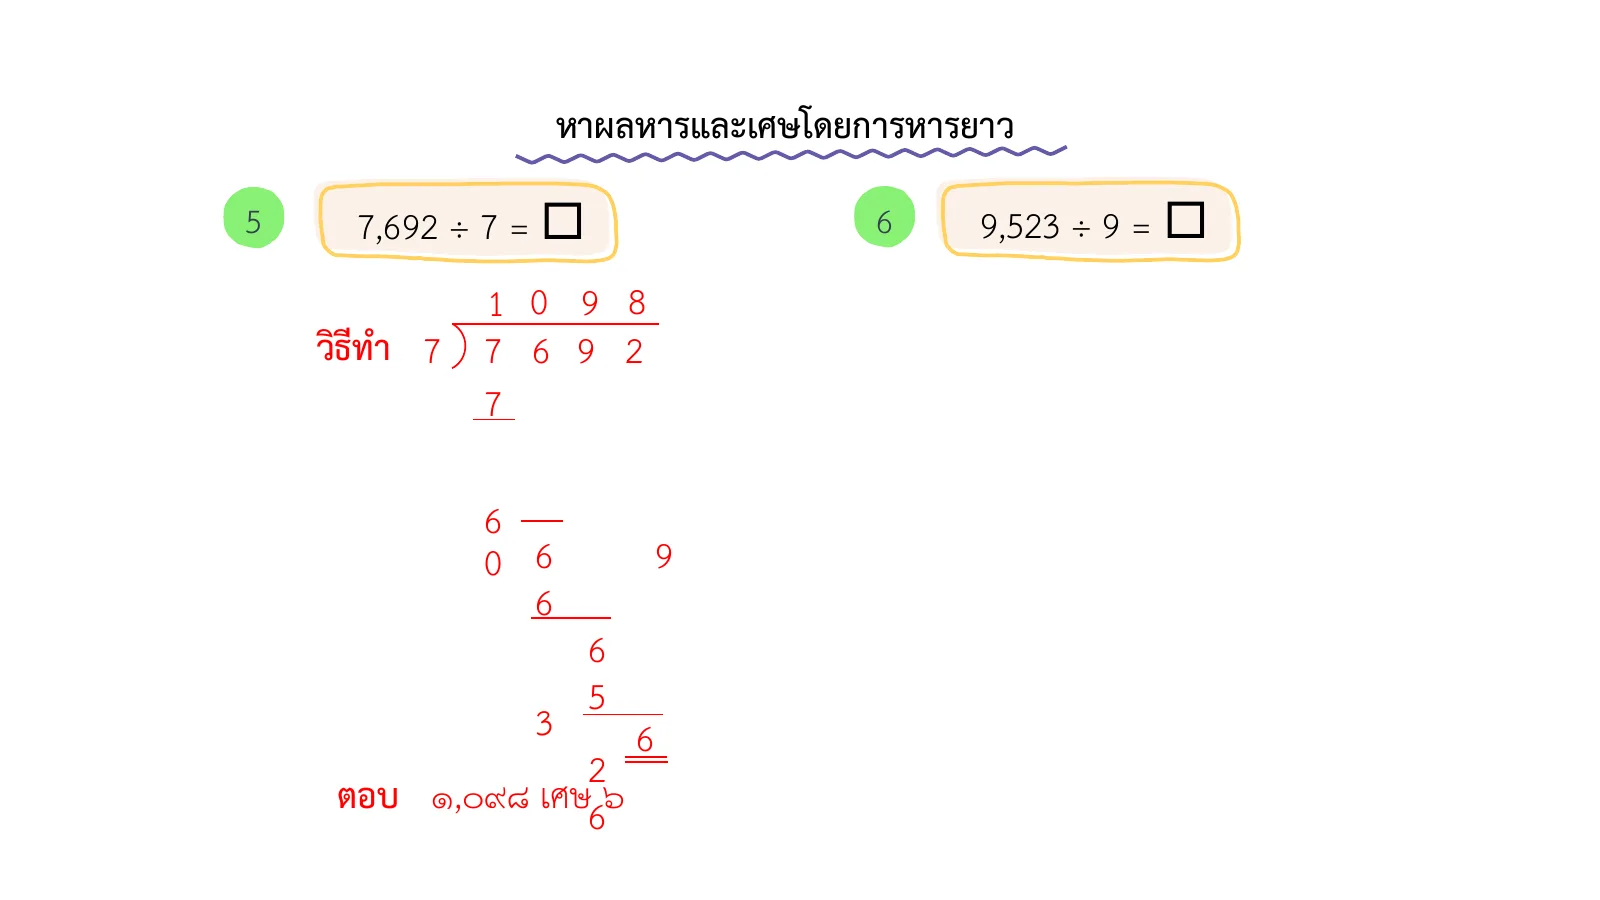 หาผลหารและเศษโดยการหารยาว
5 7,692 ÷ 7 = □
6 9,523 ÷ 9 = □
1 0 9 8
วิธีทำ 7 ) 7 6 9 2
7
6
0 6 9
6
6
5
3 6
2
ตอบ ๑,๐๙๘ เศษ ๖
6